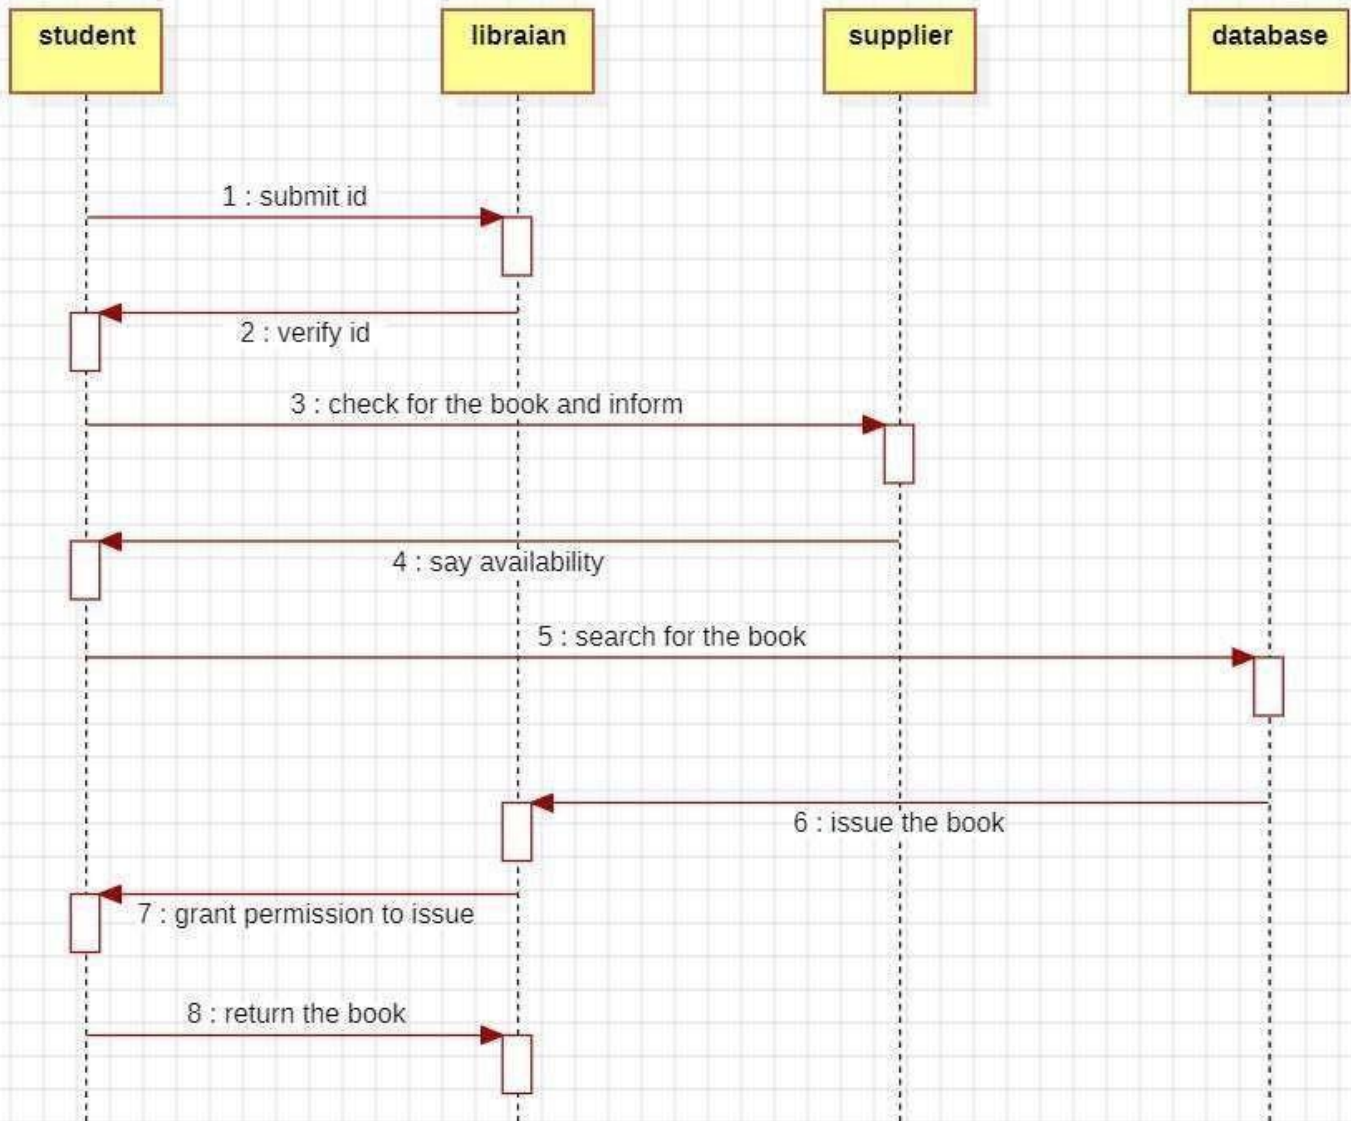 student
libraian
supplier
database
1 : submit id
2 : verify id
3 : check for the book and inform
4 : say availability
5 : search for the book
6 : issue the book
7 : grant permission to issue
8 : return the book